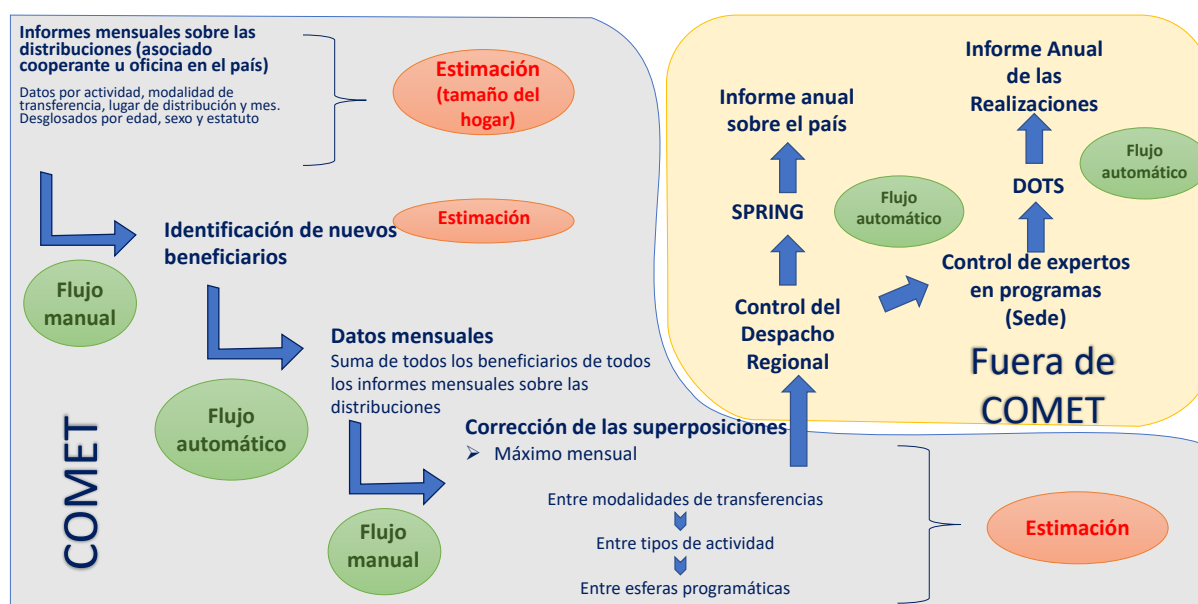 Informes mensuales sobre las
distribuciones (asociado
cooperante u oficina en el país)
Datos por actividad, modalidad de
transferencia, lugar de distribución y mes.
Desglosados por edad, sexo y estatuto
Estimación
(tamaño del
hogar)
Identificación de nuevos
beneficiarios
Estimación
Flujo
manual
Datos mensuales
Suma de todos los beneficiarios de todos
los informes mensuales sobre las
distribuciones
Flujo
automático
Corrección de las superposiciones
➢ Máximo mensual
Flujo
manual
Entre modalidades de transferencias
Entre tipos de actividad
Entre esferas programáticas
Estimación
COMET
Informe anual
sobre el país
SPRING
Control del
Despacho
Regional
Flujo
automático
Informe Anual
de las
Realizaciones
DOTS
Flujo
automático
Control de expertos
en programas
(Sede)
Fuera de
COMET